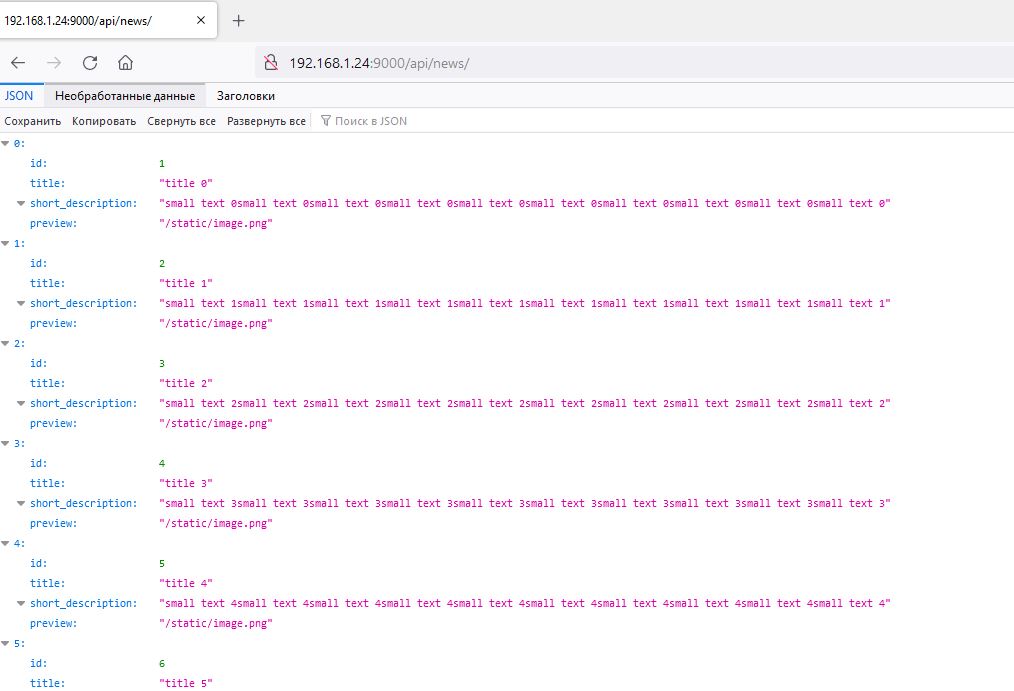 192.168.1.24:9000/api/news/
192.168.1.24:9000/api/news/
JSON Необработанные данные Заголовки
Сохранить Копировать Свернуть все Развернуть все Поиск в JSON
0:
id: 1
title: "title 0"
short_description: "small text 0small text 0small text 0small text 0small text 0small text 0small text 0small text 0small text 0small text 0"
preview: "/static/image.png"
1:
id: 2
title: "title 1"
short_description: "small text 1small text 1small text 1small text 1small text 1small text 1small text 1small text 1small text 1small text 1"
preview: "/static/image.png"
2:
id: 3
title: "title 2"
short_description: "small text 2small text 2small text 2small text 2small text 2small text 2small text 2small text 2small text 2small text 2"
preview: "/static/image.png"
3:
id: 4
title: "title 3"
short_description: "small text 3small text 3small text 3small text 3small text 3small text 3small text 3small text 3small text 3small text 3"
preview: "/static/image.png"
4:
id: 5
title: "title 4"
short_description: "small text 4small text 4small text 4small text 4small text 4small text 4small text 4small text 4small text 4small text 4"
preview: "/static/image.png"
5:
id: 6
title: "title 5"